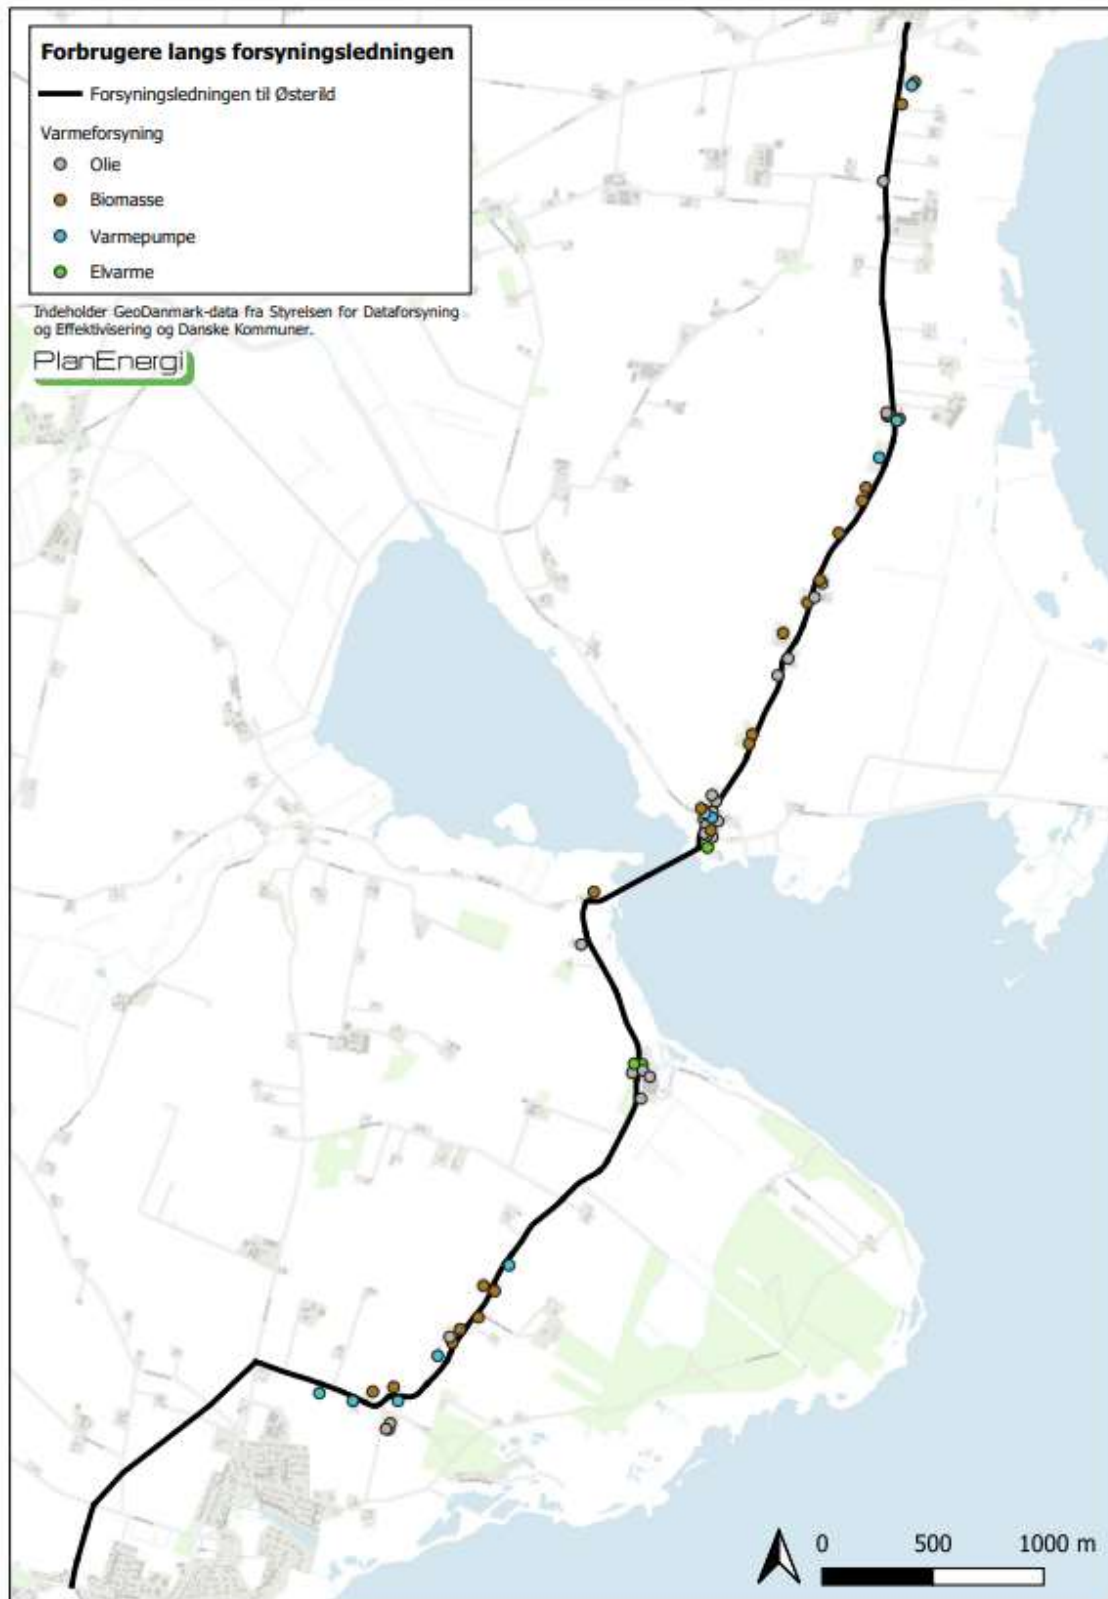 Forbrugere langs forsyningsledningen
Forsyningsledningen til Østerild
Varmeforsyning
Olie
Biomasse
Varmepumpe
Elvarme
Indeholder GeoDanmark-data fra Styrelsen for Dataforsyning
og Effektivisering og Danske Kommuner.
PlanEnergi
0 500 1000 m